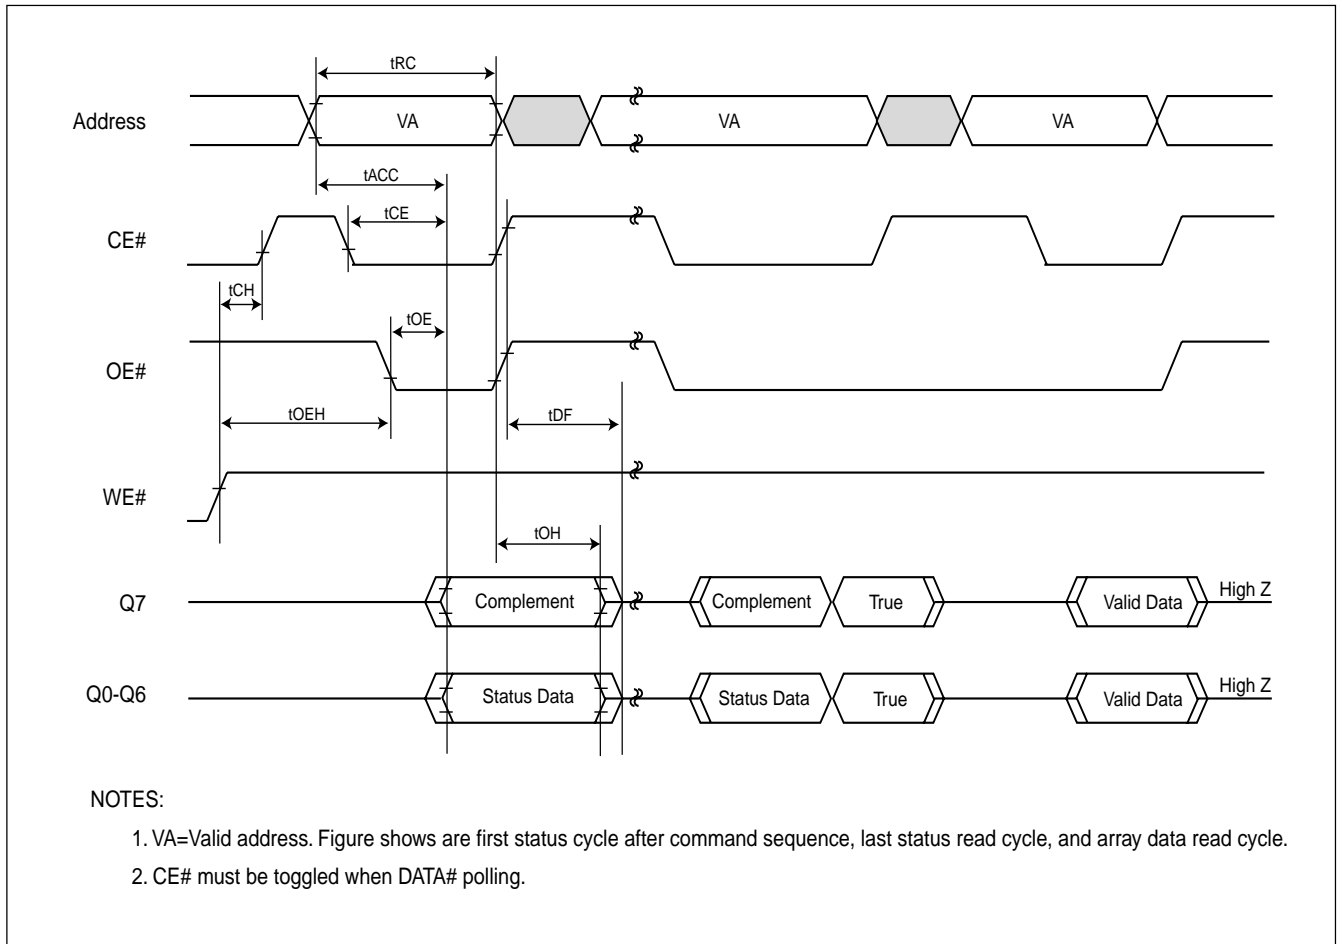 tRC
Address VA VA VA
tACC
tCE
CE#
tCH
tOE
OE#
tOEH tDF
WE#
tOH
Q7 Complement Complement True Valid Data High Z
Q0-Q6 Status Data Status Data True Valid Data High Z
NOTES:
1. VA=Valid address. Figure shows are first status cycle after command sequence, last status read cycle, and array data read cycle.
2. CE# must be toggled when DATA# polling.